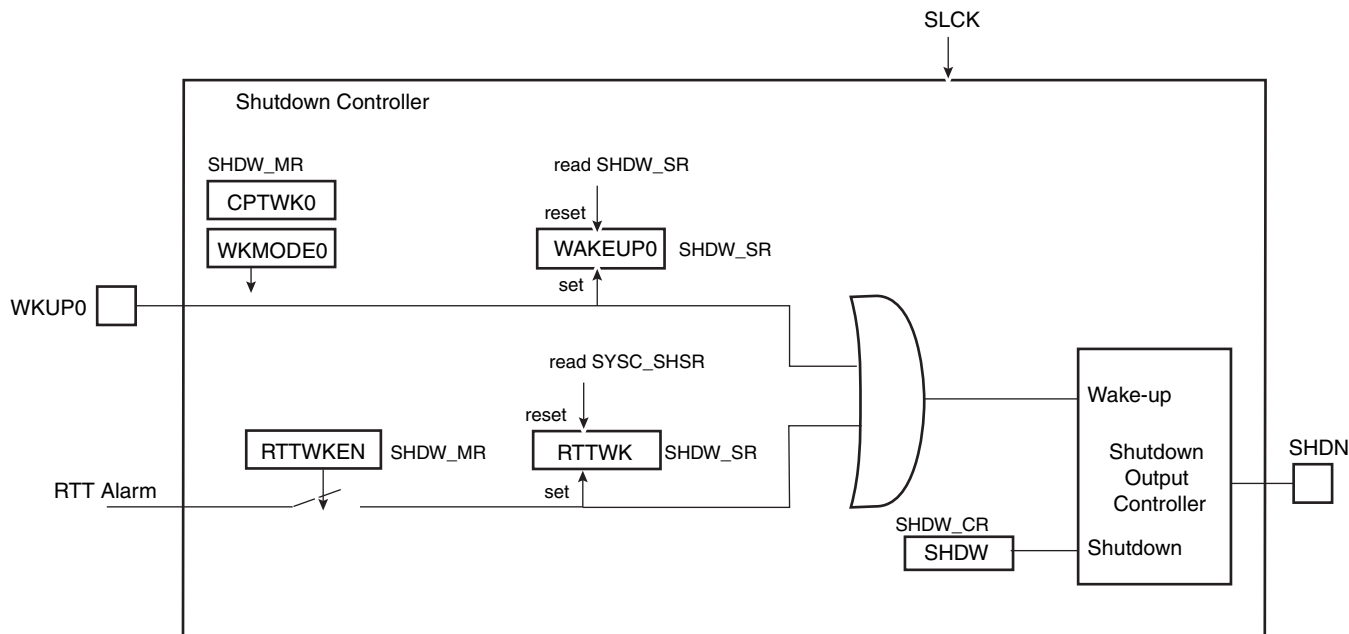 SLCK
Shutdown Controller
SHDW_MR
CPTWK0
WKMODE0
read SHDW_SR
reset
WAKEUP0
SHDW_SR
set
WKUP0
read SYSC_SHSR
reset
RTTWKEN
SHDW_MR
RTTWK
SHDW_SR
set
RTT Alarm
Wake-up
Shutdown
Output
Controller
SHDN
SHDW_CR
SHDW
Shutdown